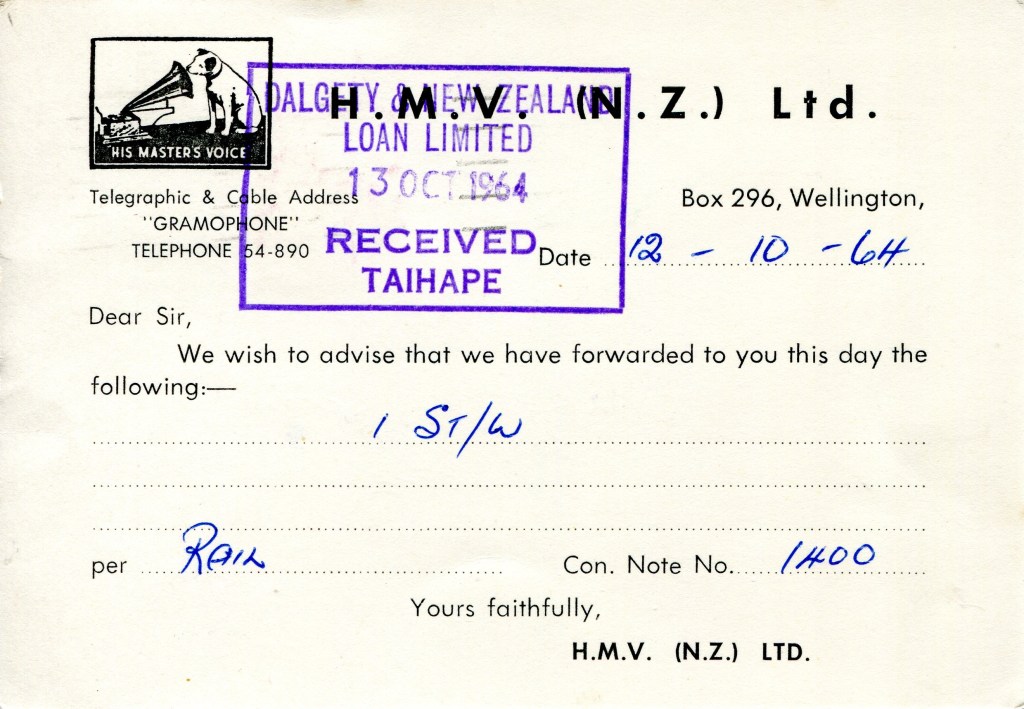 HIS MASTER'S VOICE
H.M.V. (N.Z.) Ltd.
DALGETY & NEW ZEALAND
LOAN LIMITED
13 OCT 1964
RECEIVED
TAIHAPE
Telegraphic & Cable Address
"GRAMOPHONE"
TELEPHONE 54-890
Box 296, Wellington,
Date 12 - 10 - 64
Dear Sir,
We wish to advise that we have forwarded to you this day the
following:—
1 ST/W
per RAIL Con. Note No. 1400
Yours faithfully,
H.M.V. (N.Z.) LTD.